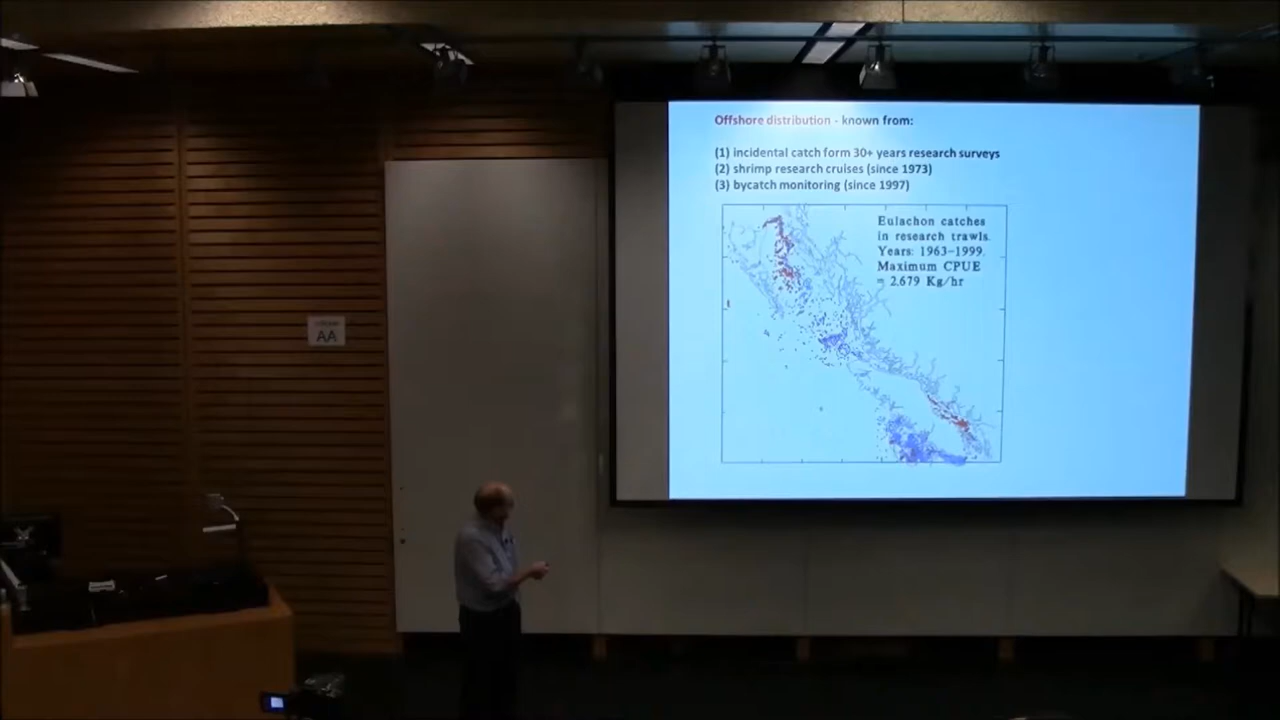 Offshore distribution - known from:
(1) incidental catch form 30+ years research surveys
(2) shrimp research cruises (since 1973)
(3) bycatch monitoring (since 1997)
Eulachon catches
in research trawls.
Years: 1963-1999.
Maximum CPUE
= 2,679 Kg/hr
AA